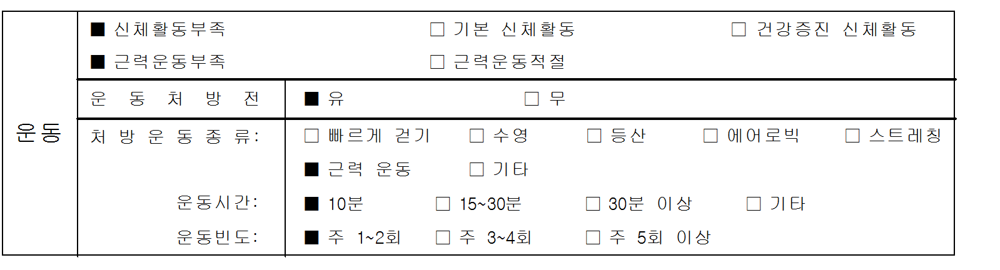 ■ 신체활동부족 □ 기본 신체활동 □ 건강증진 신체활동
■ 근력운동부족 □ 근력운동적절
운 동 처 방 전 ■ 유 □ 무
운동
처 방 운 동 종 류: □ 빠르게 걷기 □ 수영 □ 등산 □ 에어로빅 □ 스트레칭
■ 근력 운동 □ 기타
운동시간: ■ 10분 □ 15~30분 □ 30분 이상 □ 기타
운동빈도: ■ 주 1~2회 □ 주 3~4회 □ 주 5회 이상